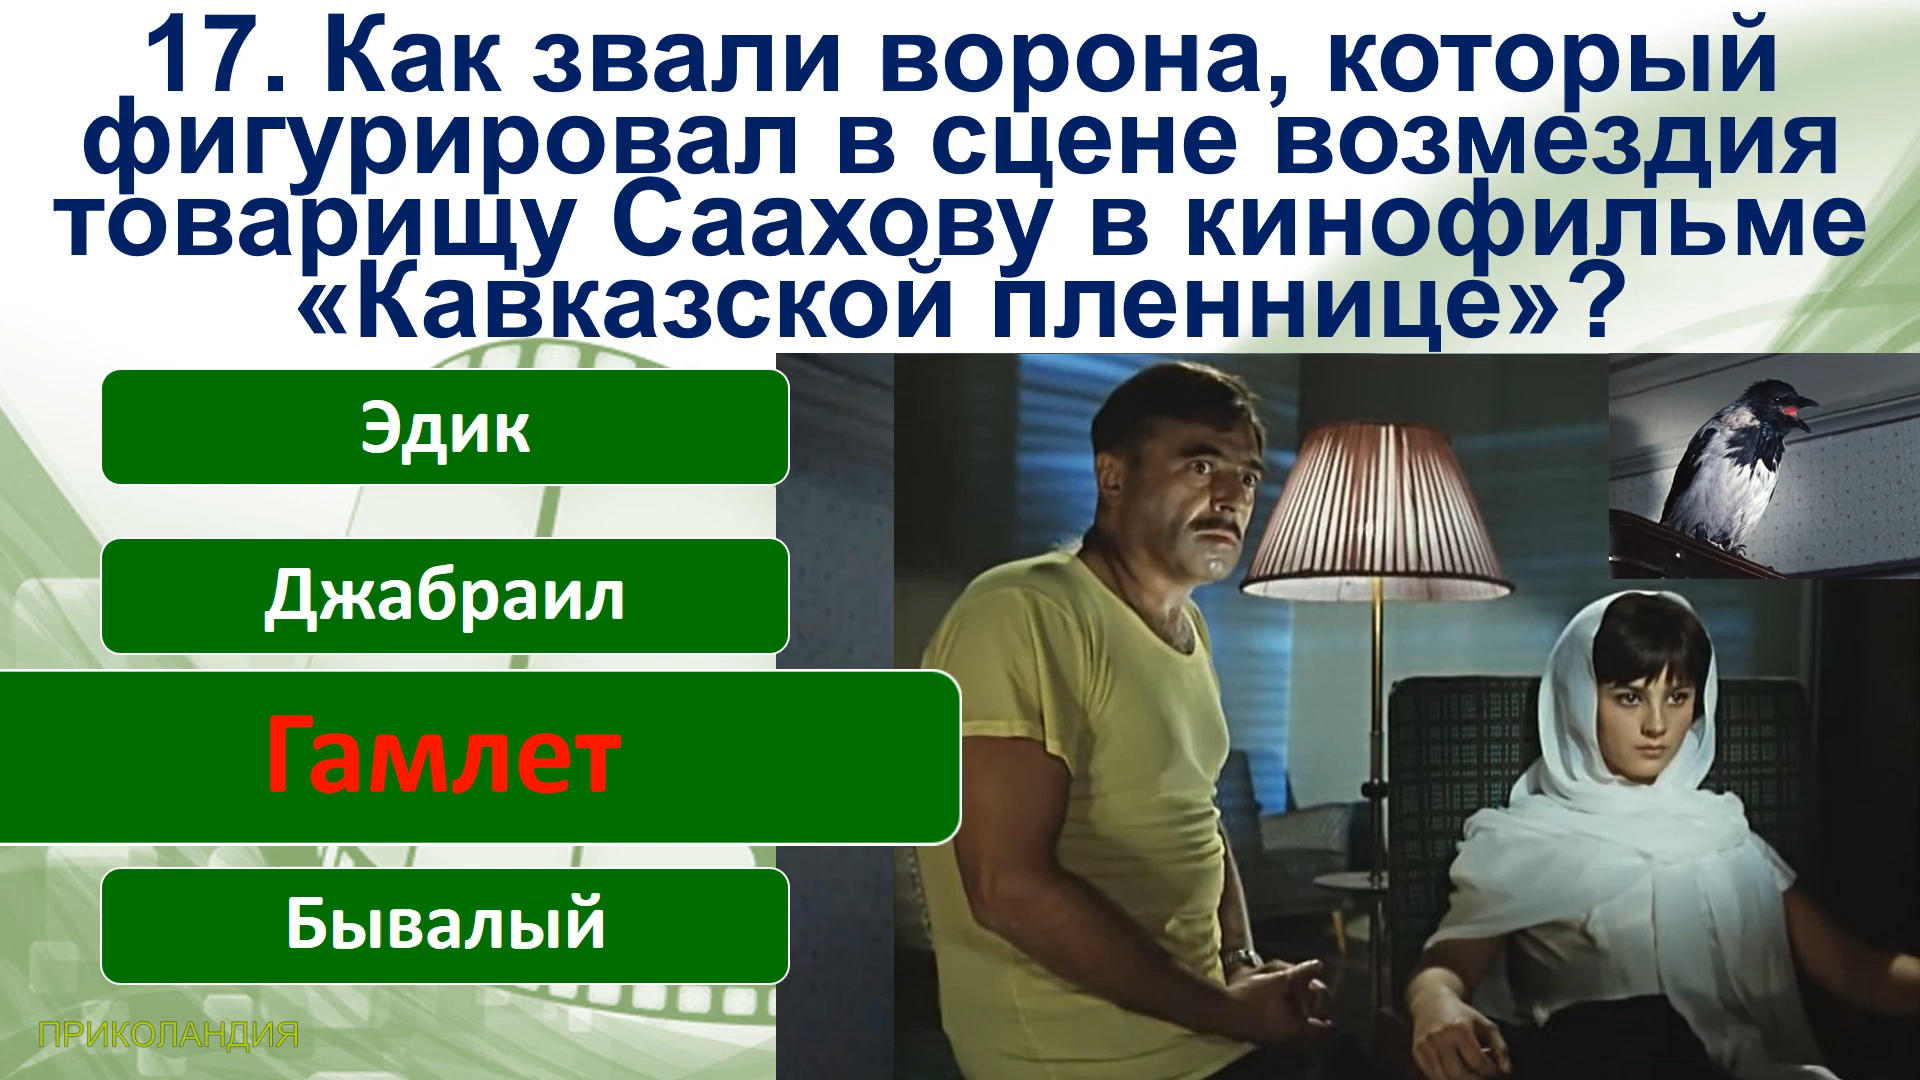 17. Как звали ворона, который
фигурировал в сцене возмездия
товарищу Саахову в кинофильме
«Кавказской пленнице»?
Эдик
Джабраил
Гамлет
Бывалый
ПРИКОЛАНДИЯ